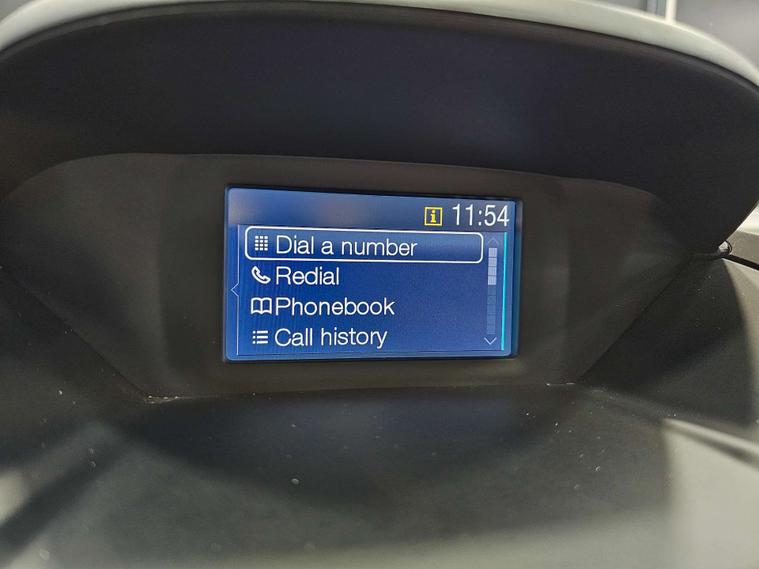 i 11:54
Dial a number
Redial
Phonebook
Call history